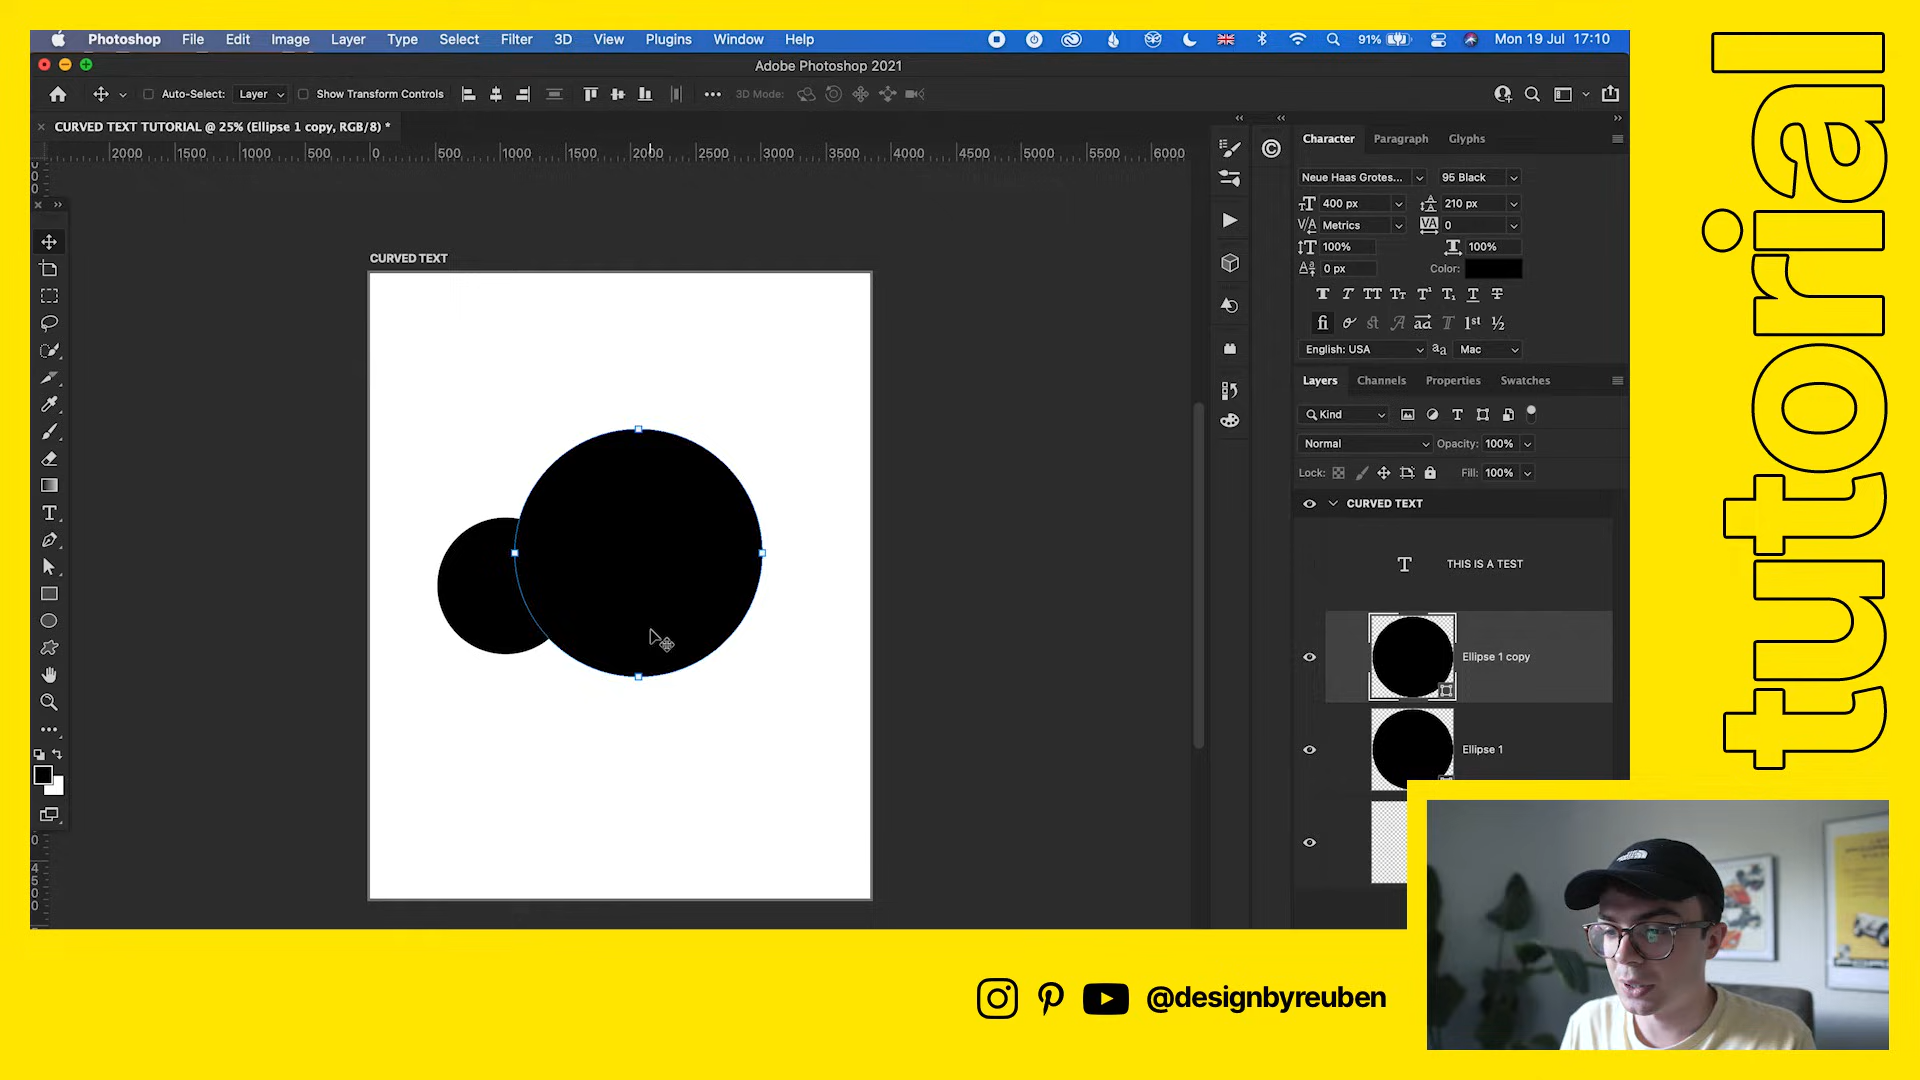 Photoshop File Edit Image Layer Type Select Filter 3D View Plugins Window Help 91% Mon 19 Jul 17:10
Adobe Photoshop 2021
Auto-Select: Layer Show Transform Controls 3D Mode:
CURVED TEXT TUTORIAL @ 25% (Ellipse 1 copy, RGB/8) *
2000 1500 1000 500 0 500 1000 1500 2000 2500 3000 3500 4000 4500 5000 5500 6000
CURVED TEXT
Character Paragraph Glyphs
Neue Haas Grotes... 95 Black
400 px 210 px
Metrics 0
100% 100%
0 px Color:
English: USA aa Mac
Layers Channels Properties Swatches
Kind
Normal Opacity: 100%
Lock: Fill: 100%
CURVED TEXT
THIS IS A TEST
Ellipse 1 copy
Ellipse 1
tutorial
@designbyreuben